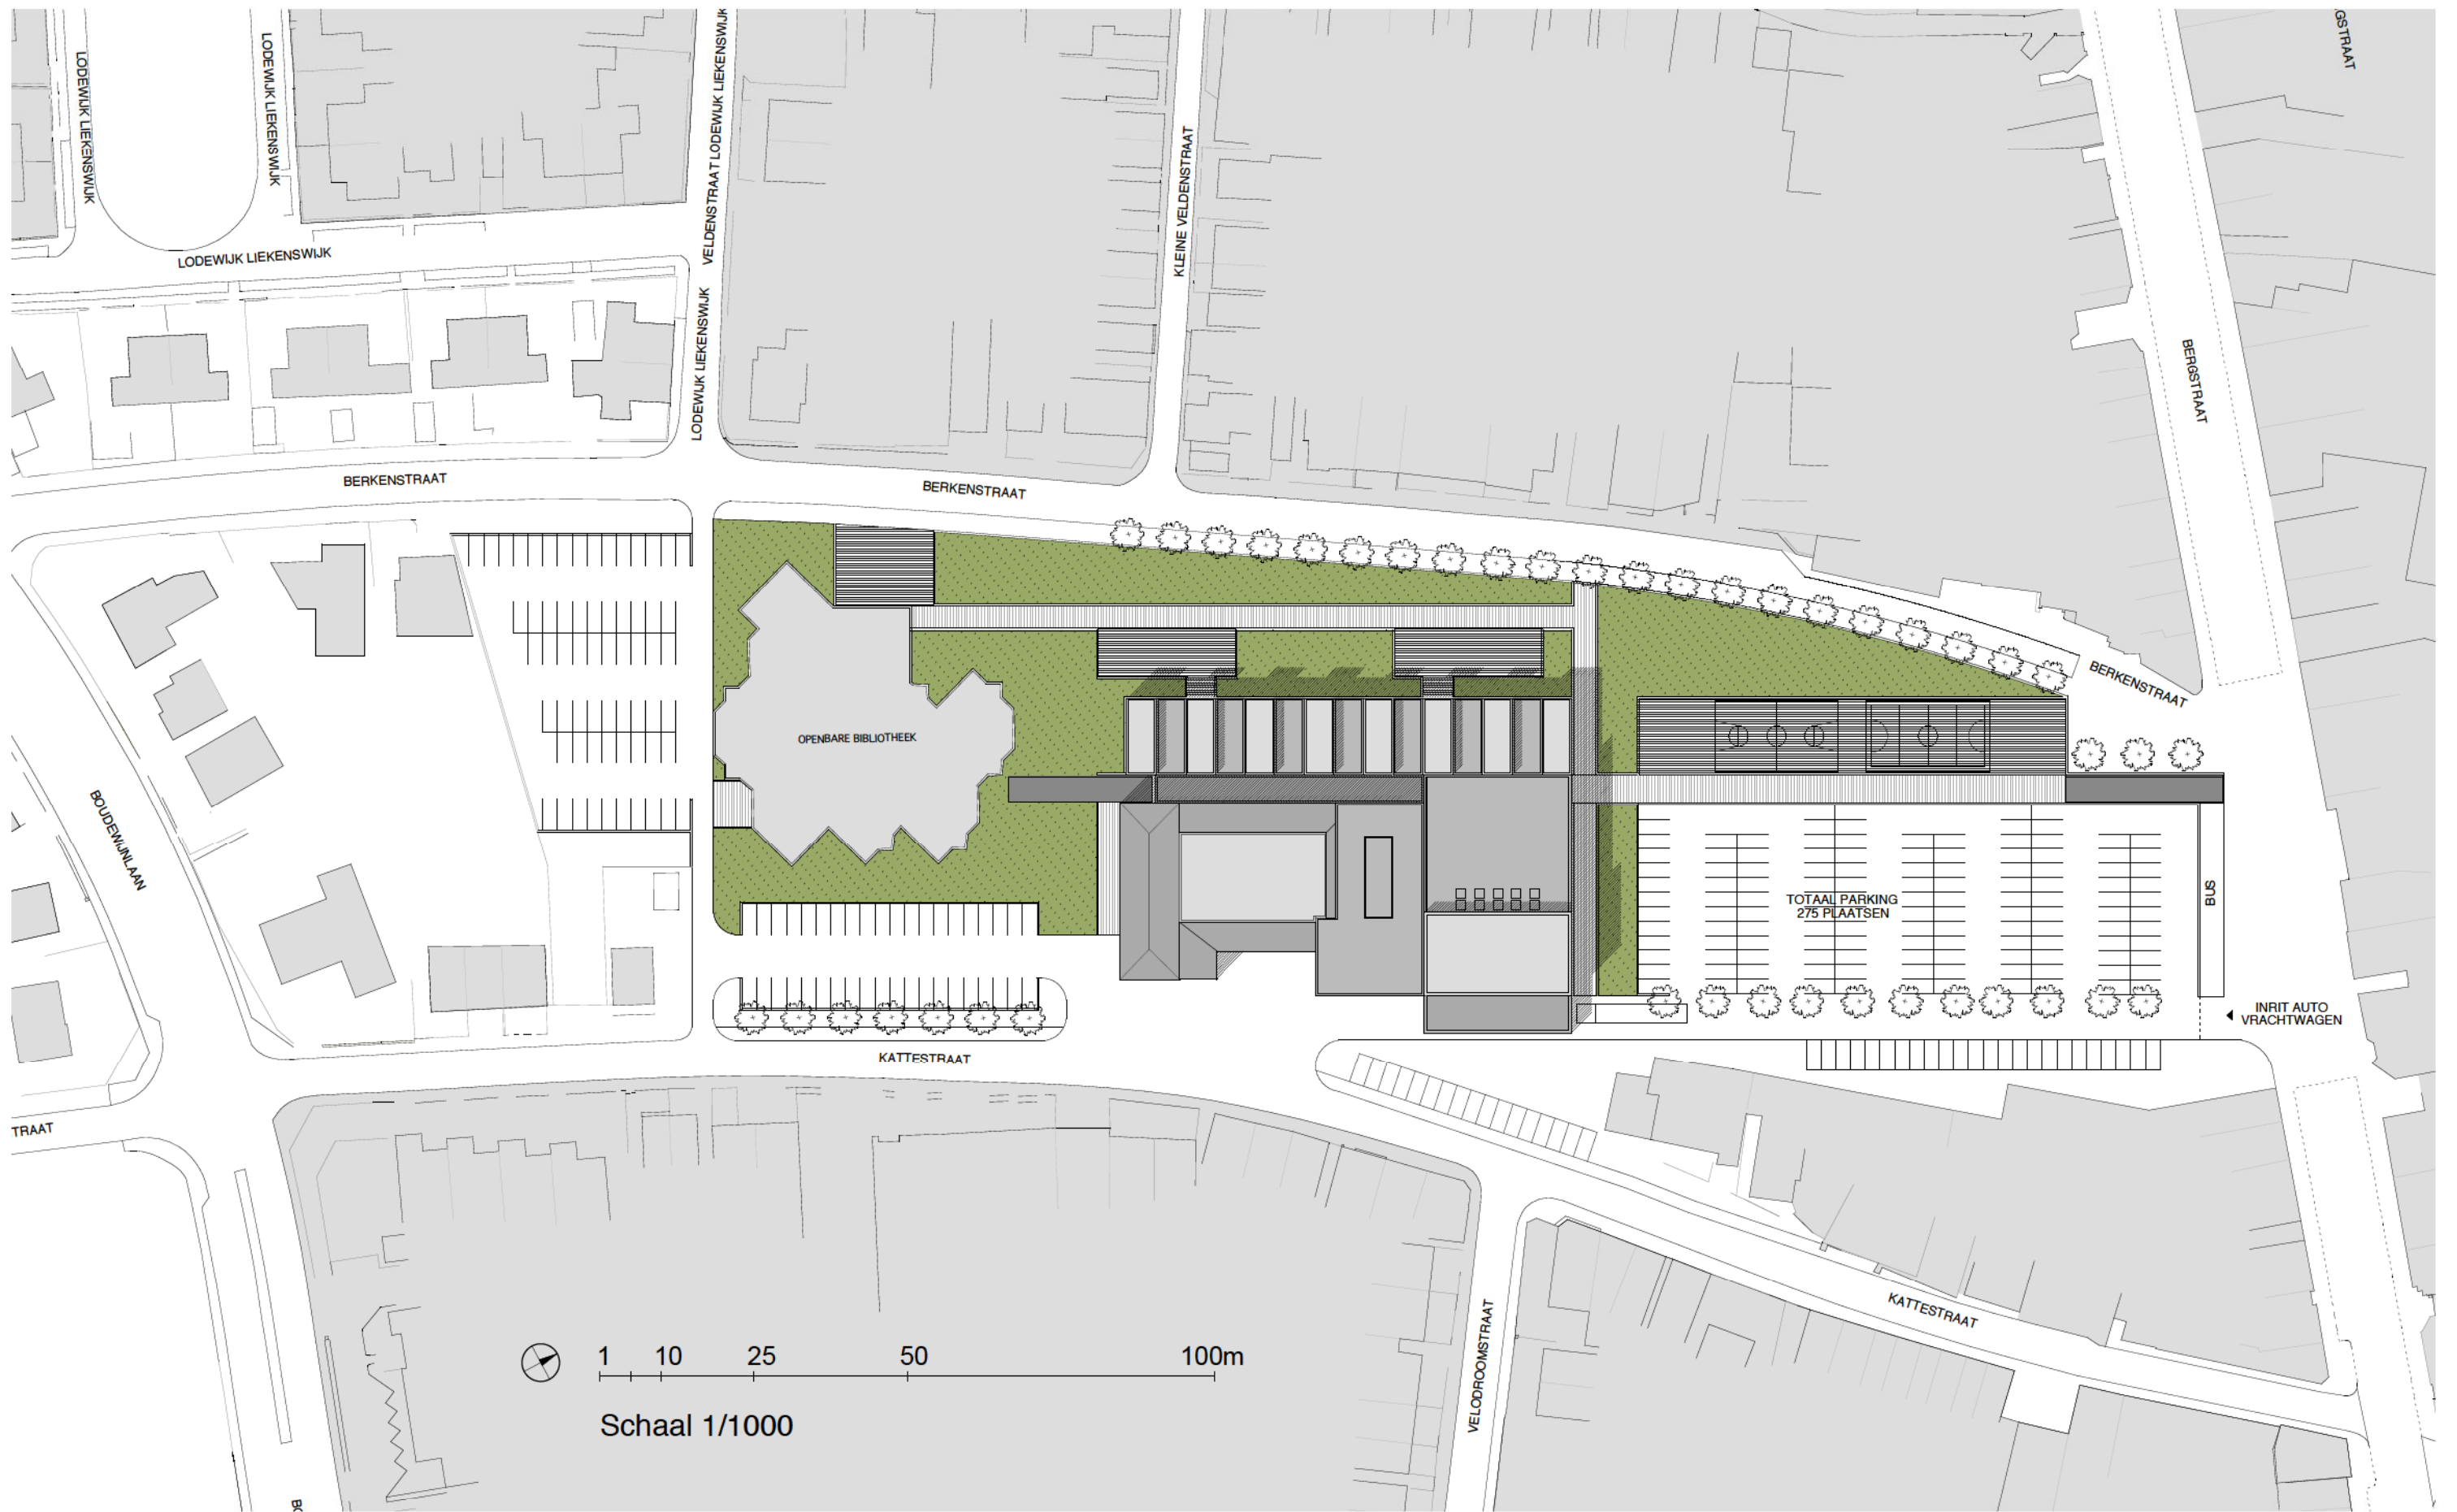 GSTRAAT
LODEWIJK LIEKENSWIJK
LODEWIJK LIEKENSWIJK
VELDENSTRAAT LODEWIJK LIEKENSWIJK
KLEINE VELDENSTRAAT
LODEWIJK LIEKENSWIJK
LODEWIJK LIEKENSWIJK
BERGSTRAAT
BERKENSTRAAT
BERKENSTRAAT
BERKENSTRAAT
OPENBARE BIBLIOTHEEK
BOUDEWIJNLAAN
TOTAAL PARKING
275 PLAATSEN
BUS
INRIT AUTO
VRACHTWAGEN
KATTESTRAAT
TRAAT
KATTESTRAAT
VELODROOMSTRAAT
1 10 25 50 100m
Schaal 1/1000
BO